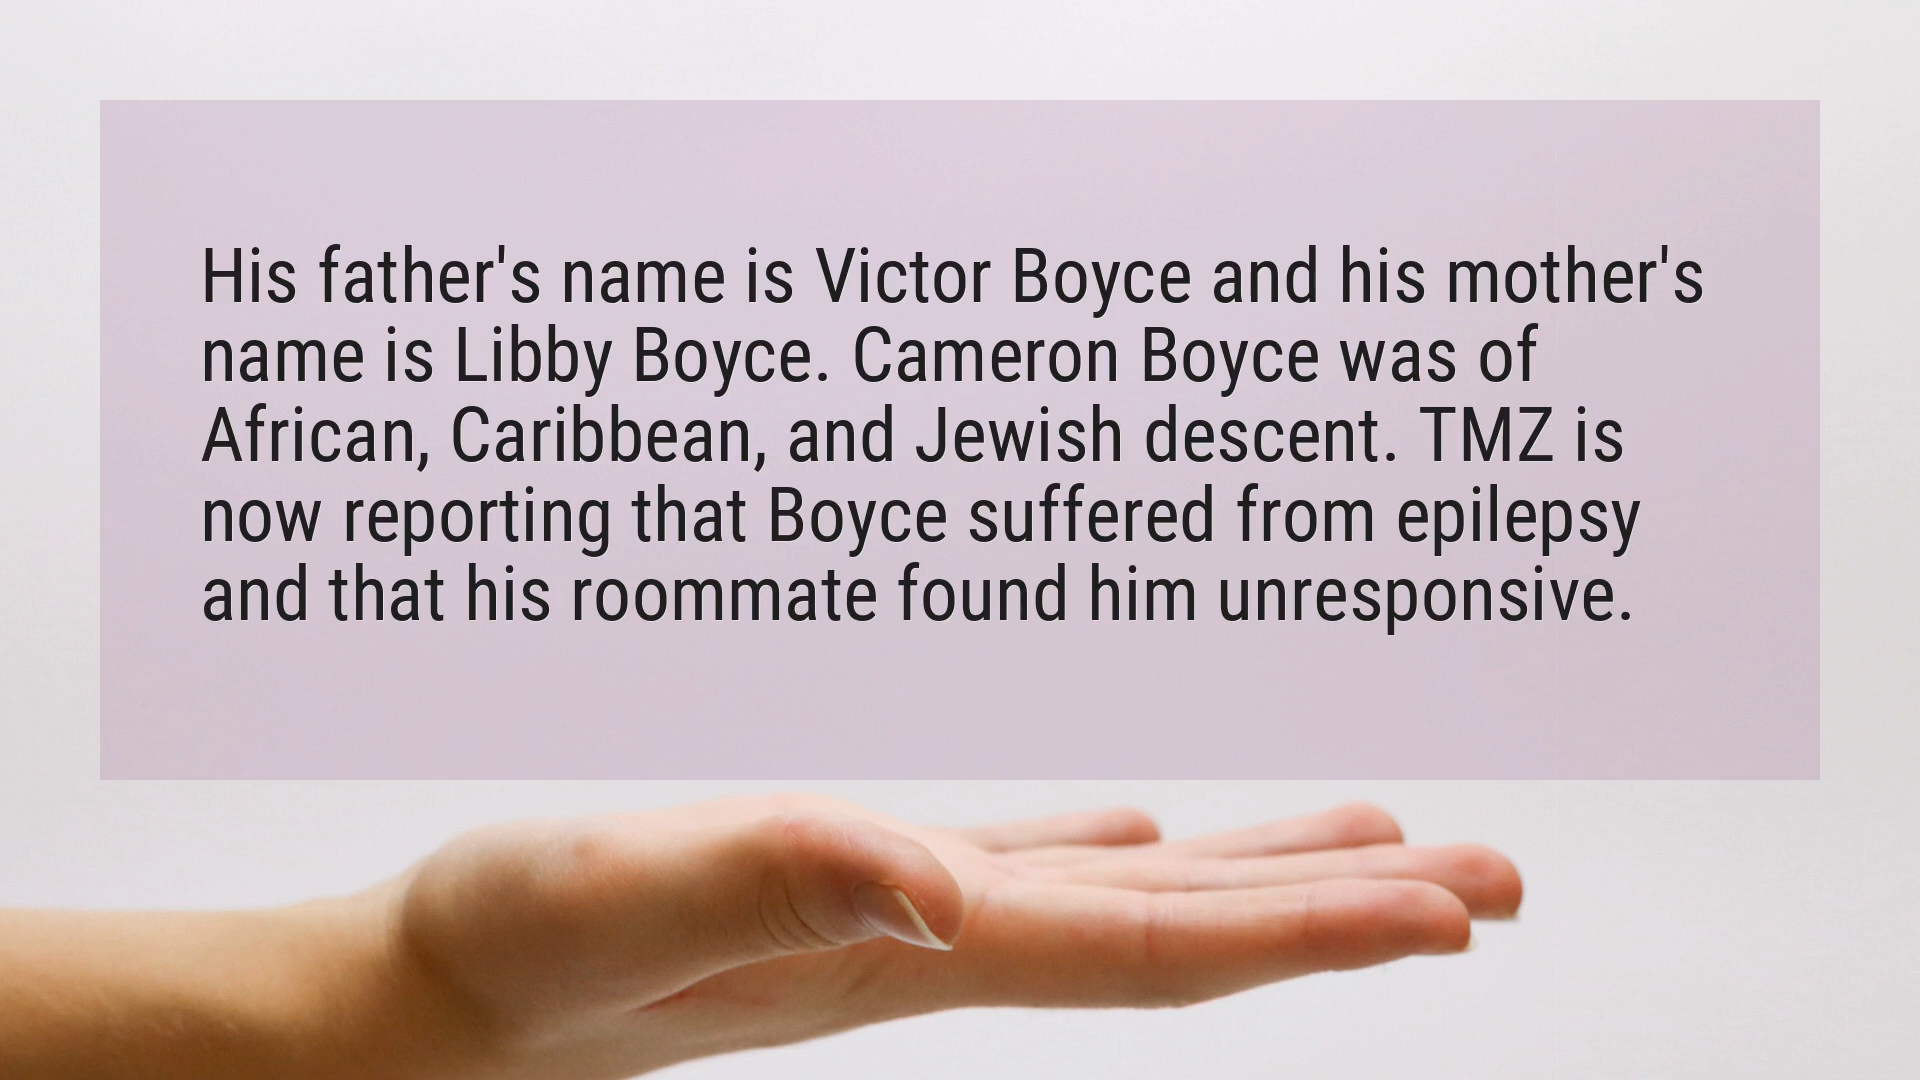 His father's name is Victor Boyce and his mother's
name is Libby Boyce. Cameron Boyce was of
African, Caribbean, and Jewish descent. TMZ is
now reporting that Boyce suffered from epilepsy
and that his roommate found him unresponsive.